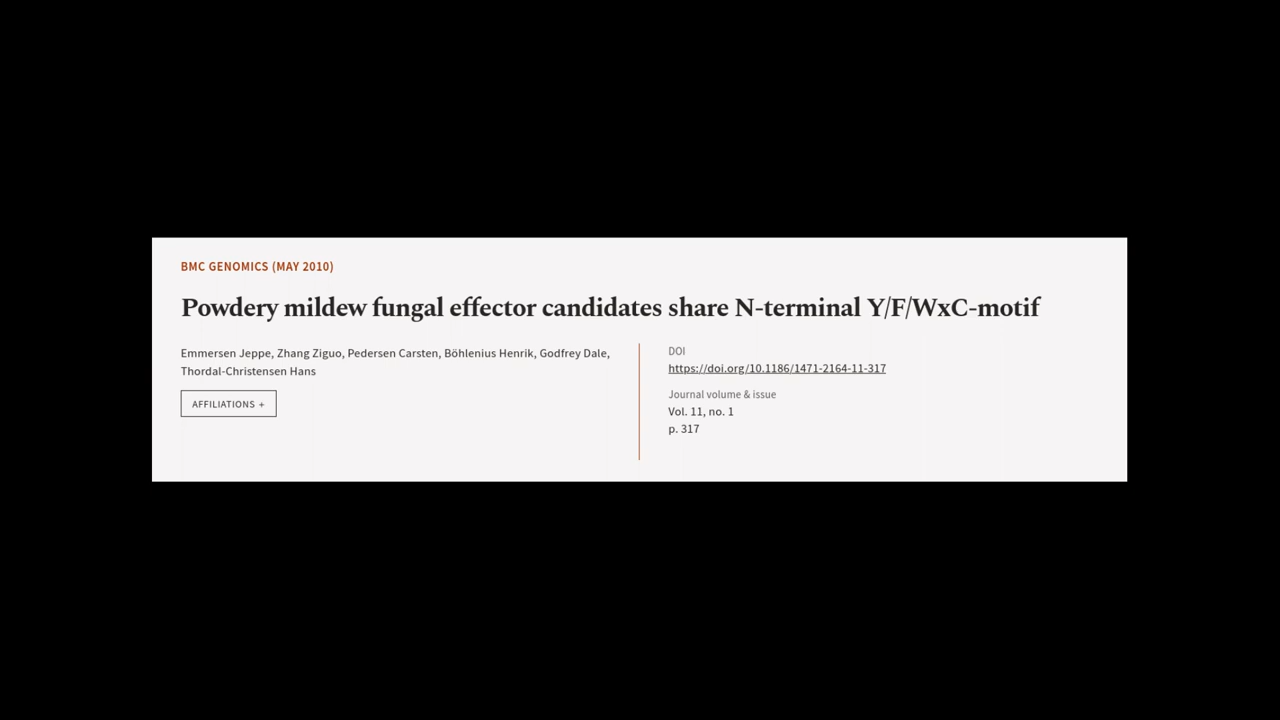 BMC GENOMICS (MAY 2010)
Powdery mildew fungal effector candidates share N-terminal Y/F/WxC-motif
Emmersen Jeppe, Zhang Ziguo, Pedersen Carsten, Böhlenius Henrik, Godfrey Dale,
Thordal-Christensen Hans
AFFILIATIONS +
DOI
https://doi.org/10.1186/1471-2164-11-317
Journal volume & issue
Vol. 11, no. 1
p. 317